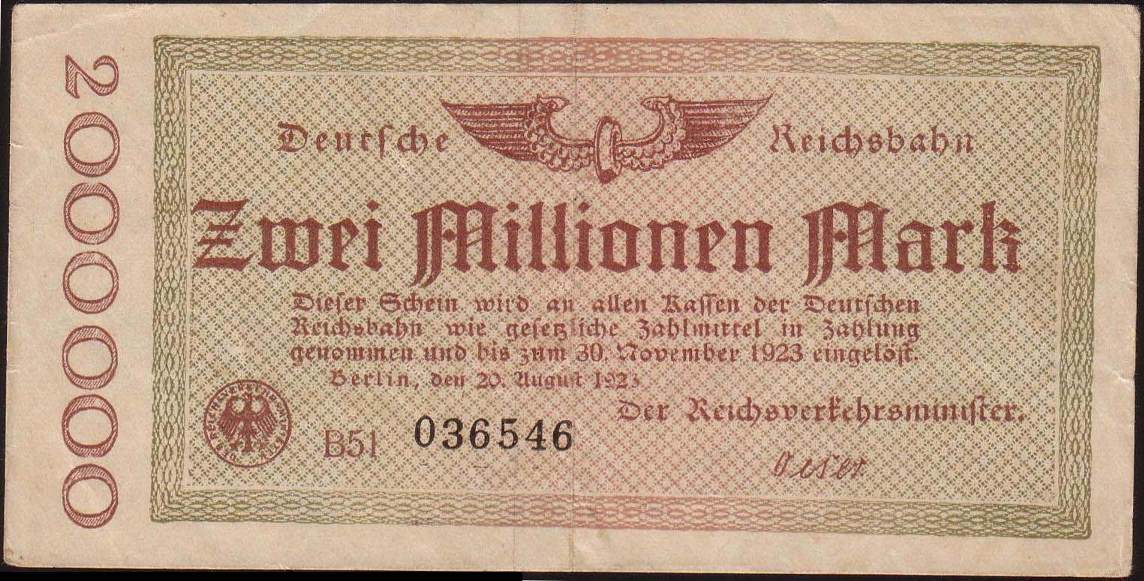 2000000
Deutsche Reichsbahn
Zwei Millionen Mark
Dieser Schein wird an allen Kassen der Deutschen
Reichsbahn wie gesetzliche Zahlmittel in Zahlung
genommen und bis zum 30. November 1923 eingelöst.
Berlin, den 20. August 1923
Der Reichsverkehrsminister.
B51 036546
Oeser